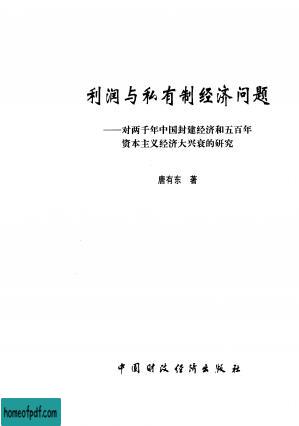 利润与私有制经济问题
——对两千年中国封建经济和五百年
资本主义经济大兴衰的研究
唐有东 著
中国财政经济出版社
homeofpdf.com